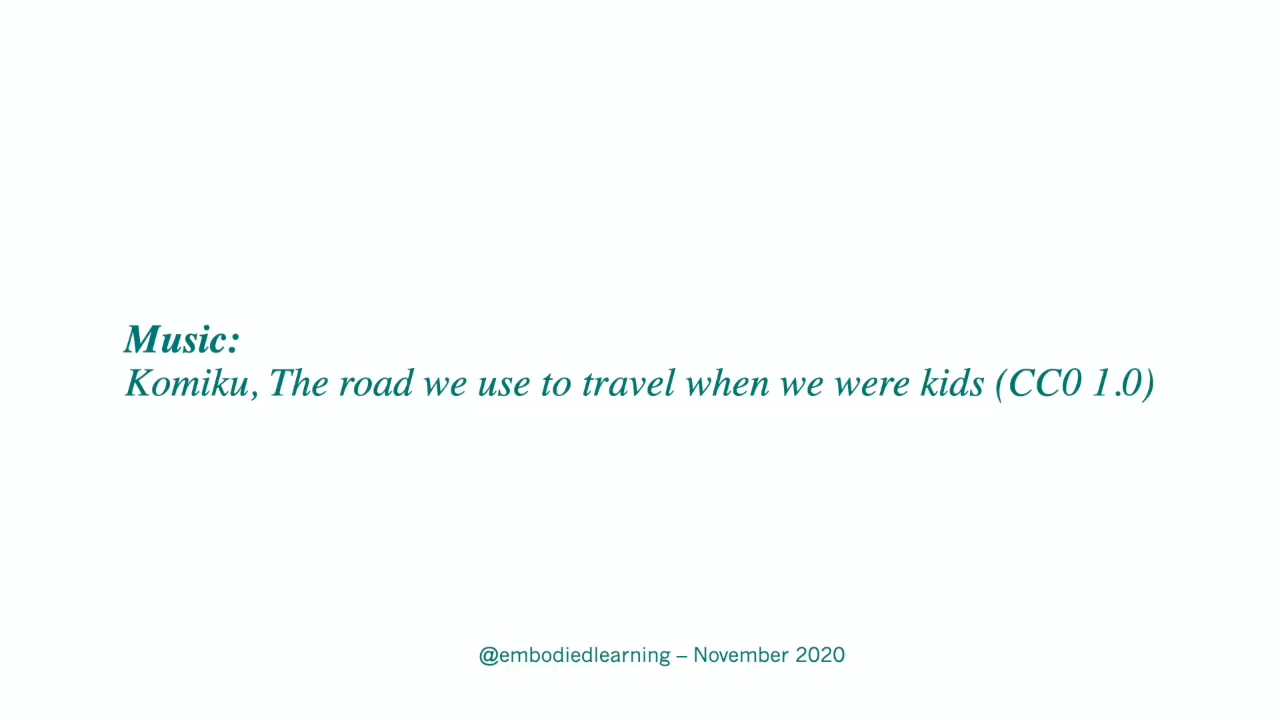 Music:
Komiku, The road we use to travel when we were kids (CC0 1.0)
@embodiedlearning – November 2020